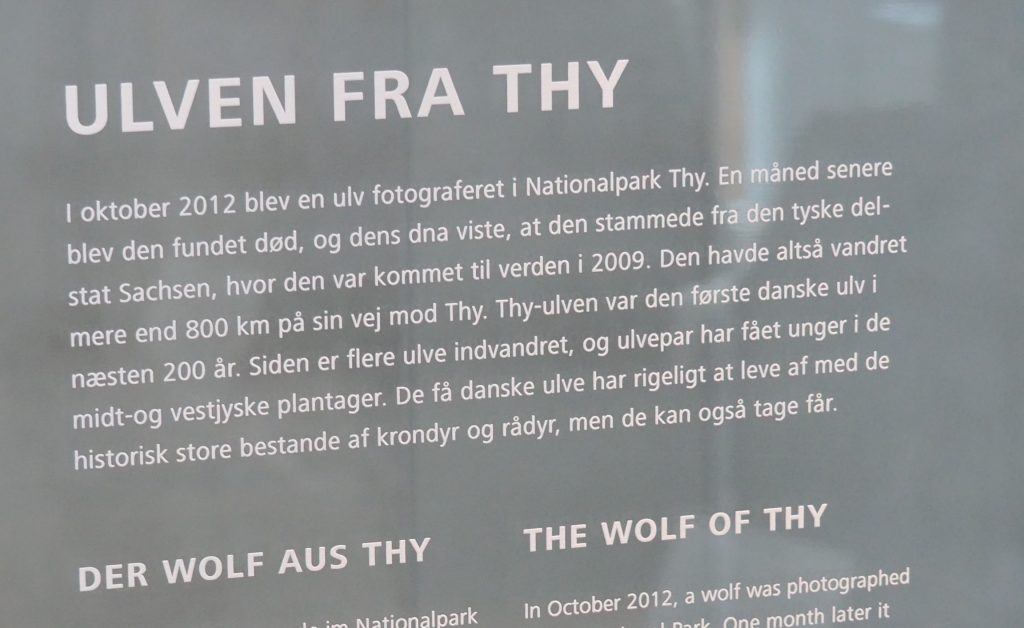 ULVEN FRA THY
I oktober 2012 blev en ulv fotograferet i Nationalpark Thy. En måned senere
blev den fundet død, og dens dna viste, at den stammede fra den tyske del-
stat Sachsen, hvor den var kommet til verden i 2009. Den havde altså vandret
mere end 800 km på sin vej mod Thy. Thy-ulven var den første danske ulv i
næsten 200 år. Siden er flere ulve indvandret, og ulvepar har fået unger i de
midt-og vestjyske plantager. De få danske ulve har rigeligt at leve af med de
historisk store bestande af krondyr og rådyr, men de kan også tage får.
DER WOLF AUS THY
im Nationalpark
THE WOLF OF THY
In October 2012, a wolf was photographed
Park. One month later it